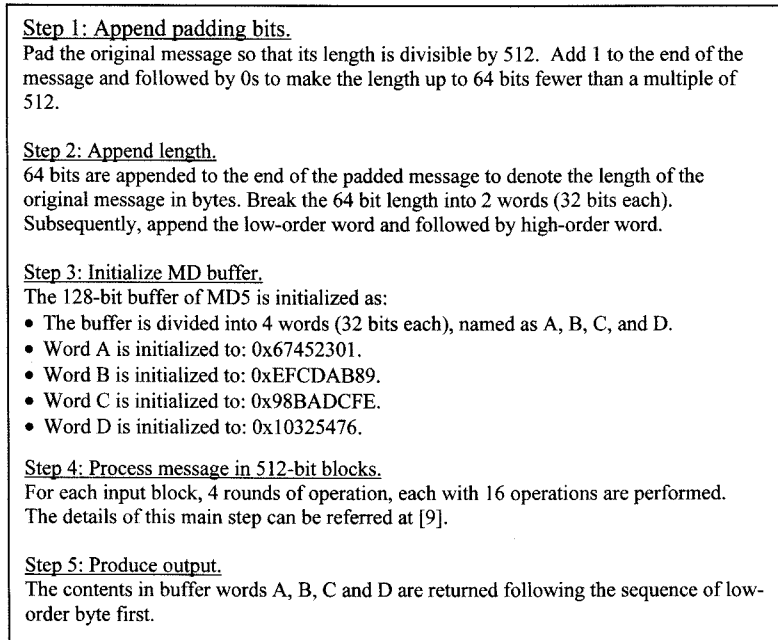 Step 1: Append padding bits.
Pad the original message so that its length is divisible by 512. Add 1 to the end of the
message and followed by 0s to make the length up to 64 bits fewer than a multiple of
512.
Step 2: Append length.
64 bits are appended to the end of the padded message to denote the length of the
original message in bytes. Break the 64 bit length into 2 words (32 bits each).
Subsequently, append the low-order word and followed by high-order word.
Step 3: Initialize MD buffer.
The 128-bit buffer of MD5 is initialized as:
• The buffer is divided into 4 words (32 bits each), named as A, B, C, and D.
• Word A is initialized to: 0x67452301.
• Word B is initialized to: 0xEFCDAB89.
• Word C is initialized to: 0x98BADCFE.
• Word D is initialized to: 0x10325476.
Step 4: Process message in 512-bit blocks.
For each input block, 4 rounds of operation, each with 16 operations are performed.
The details of this main step can be referred at [9].
Step 5: Produce output.
The contents in buffer words A, B, C and D are returned following the sequence of low-
order byte first.